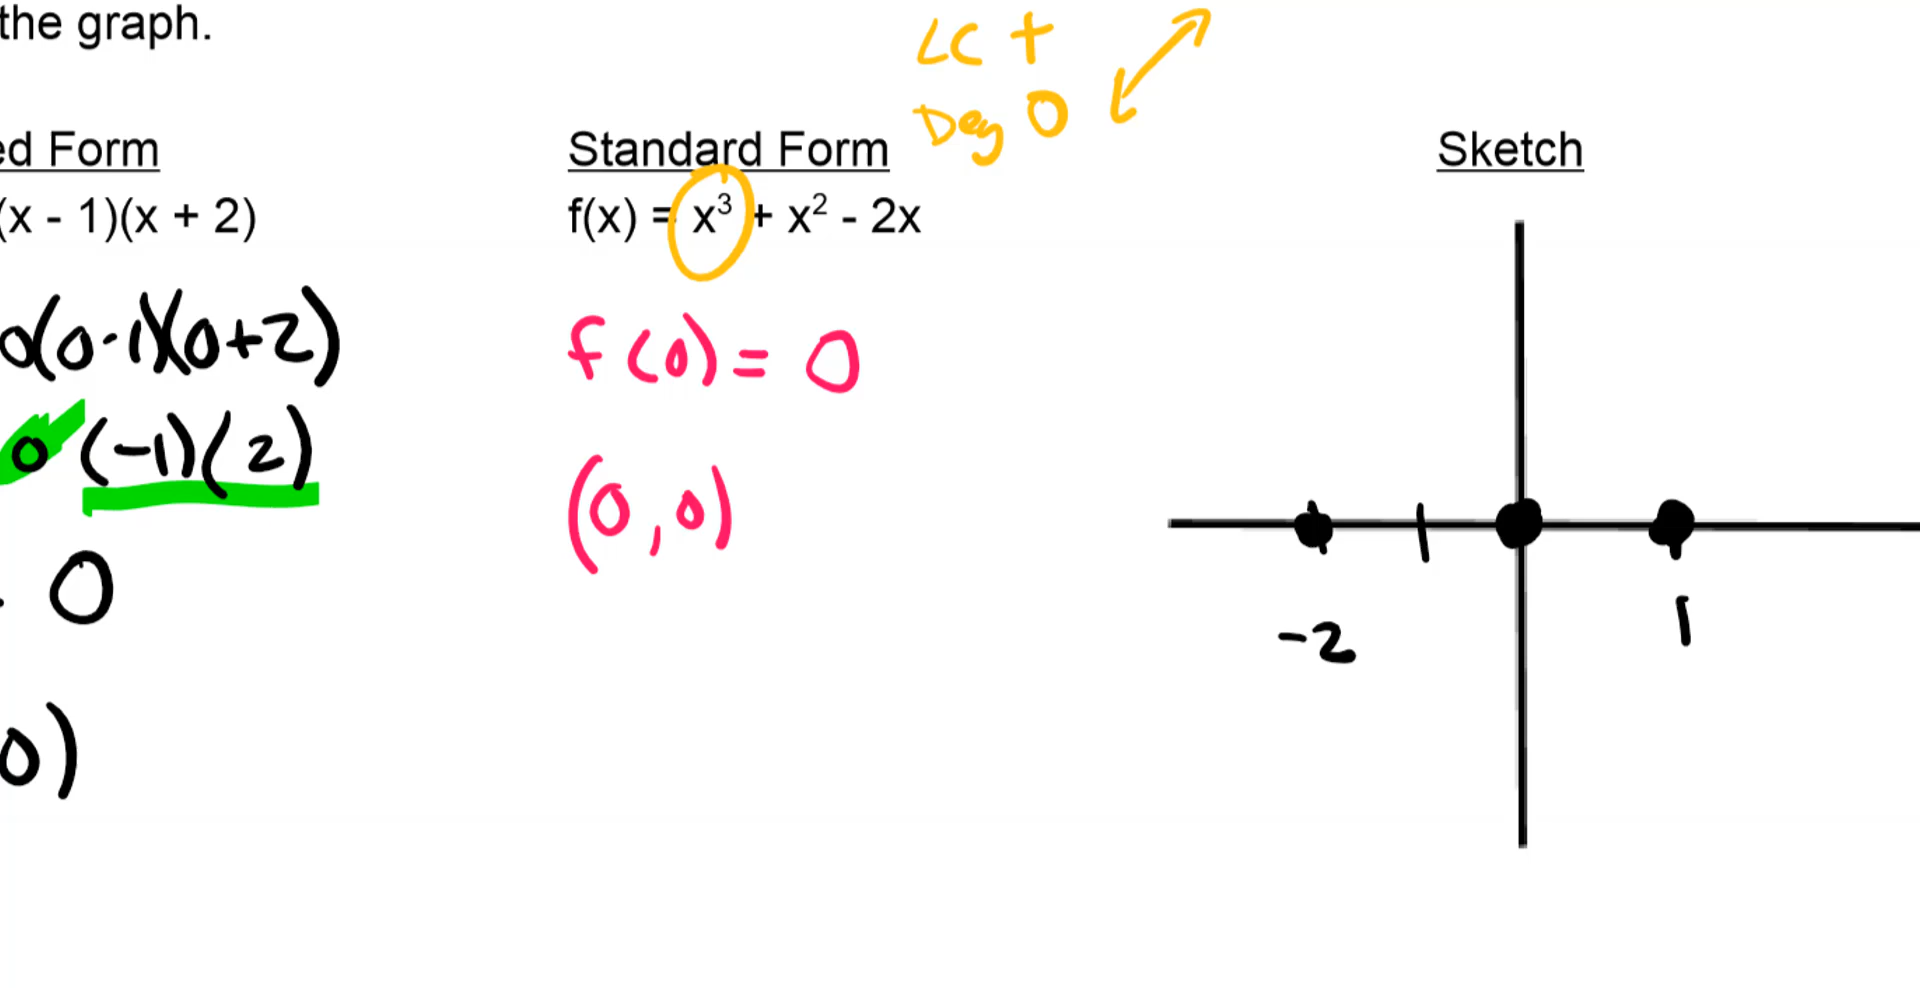 the graph.
LC +
Deg O
ed Form
(x - 1)(x + 2)
0(0-1)(0+2)
0 (-1)(2)
0
0)
Standard Form
f(x) = x³ + x² - 2x
f(0) = 0
(0,0)
Sketch
-2
1